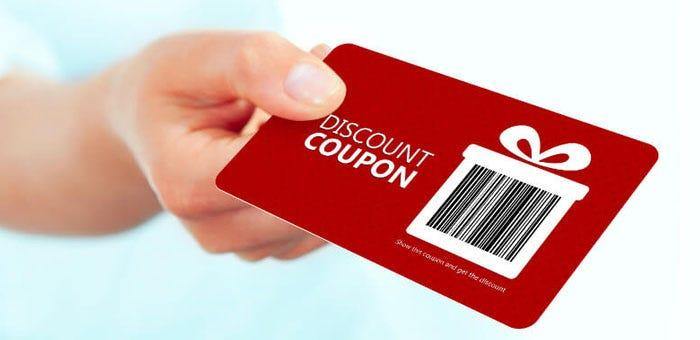 DISCOUNT
COUPON
Show this coupon and get the discount